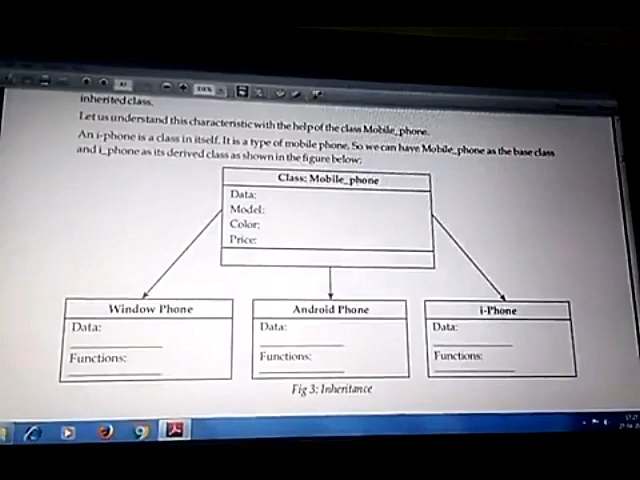 inherited class.
Let us understand this characteristic with the help of the class Mobile_phone.
An i-phone is a class in itself. It is a type of mobile phone. So we can have Mobile_phone as the base class
and i_phone as its derived class as shown in the figure below:
Class: Mobile_phone
Data:
Model:
Color:
Price:
Window Phone
Data:
Functions:
Android Phone
Data:
Functions:
i-Phone
Data:
Functions:
Fig 3: Inheritance